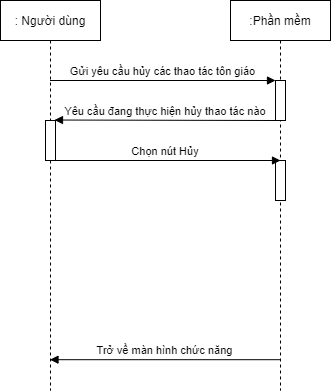 : Người dùng
:Phần mềm
Gửi yêu cầu hủy các thao tác tôn giáo
Yêu cầu đang thực hiện hủy thao tác nào
Chọn nút Hủy
Trở về màn hình chức năng